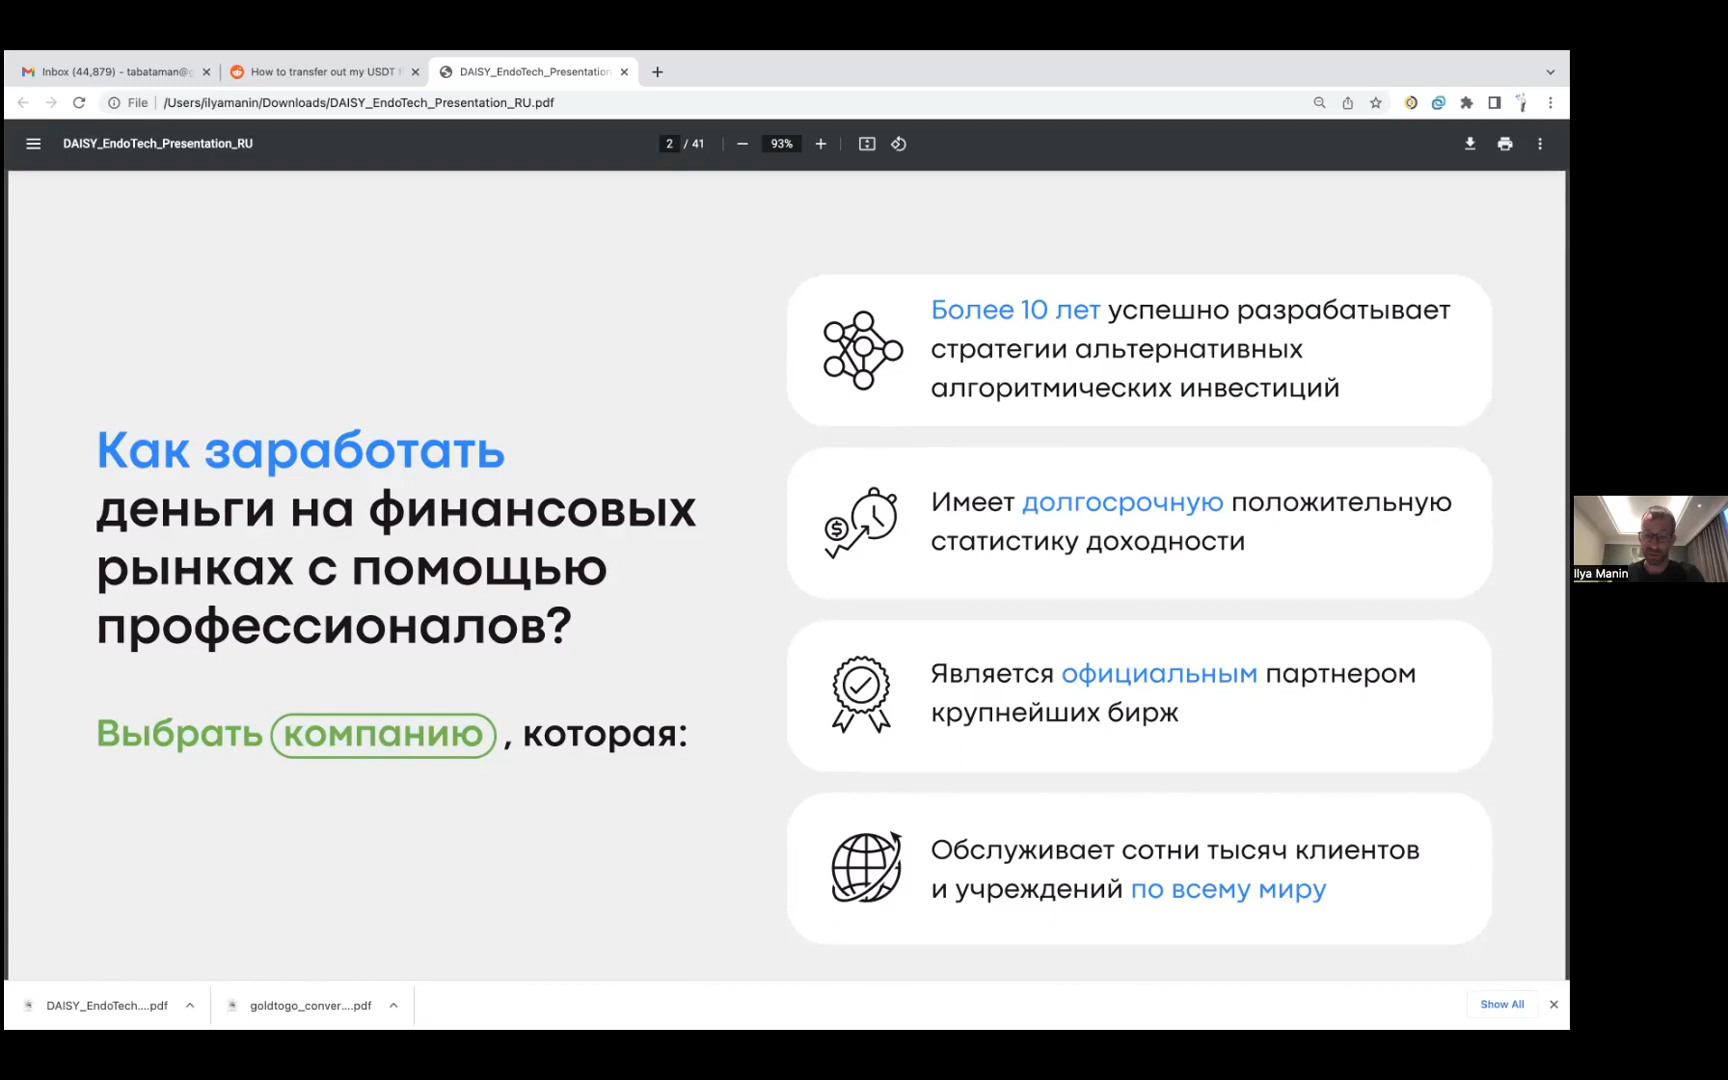 Inbox (44,879) - tabataman@g
How to transfer out my USDT f
DAISY_EndoTech_Presentation
File
/Users/ilyamanin/Downloads/DAISY_EndoTech_Presentation_RU.pdf
DAISY_EndoTech_Presentation_RU
2 / 41
93%
Как заработать
деньги на финансовых
рынках с помощью
профессионалов?
Выбрать компанию, которая:
Более 10 лет успешно разрабатывает
стратегии альтернативных
алгоритмических инвестиций
Имеет долгосрочную положительную
статистику доходности
Является официальным партнером
крупнейших бирж
Обслуживает сотни тысяч клиентов
и учреждений по всему миру
Ilya Manin
DAISY_EndoTech....pdf
goldtogo_conver....pdf
Show All